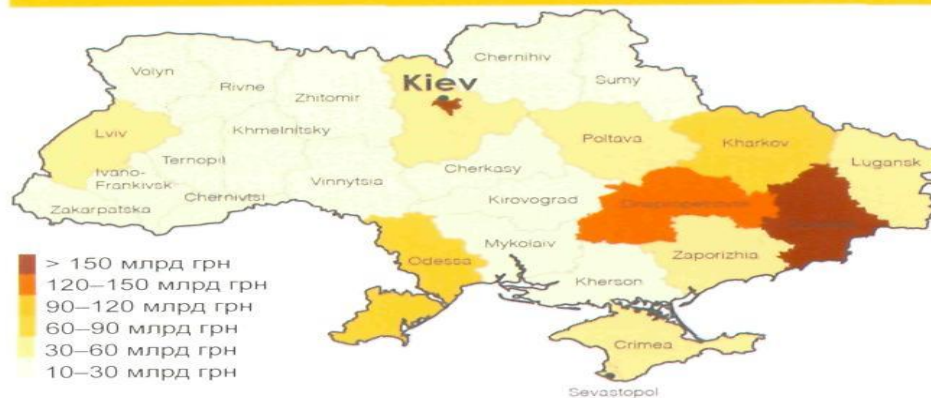 Chernihiv
Volyn
Rivne
Sumy
Kiev
Zhitomir
Lviv
Khmelnitsky
Poltava
Kharkov
Lugansk
Ternopil
Cherkasy
Ivano-
Frankivsk
Vinnytsia
Chernivtsi
Kirovograd
Dnepropetrovsk
Zakarpatska
Mykolaiv
Odessa
Zaporizhia
Kherson
> 150 млрд грн
120–150 млрд грн
90–120 млрд грн
60–90 млрд грн
30–60 млрд грн
10–30 млрд грн
Crimea
Sevastopol